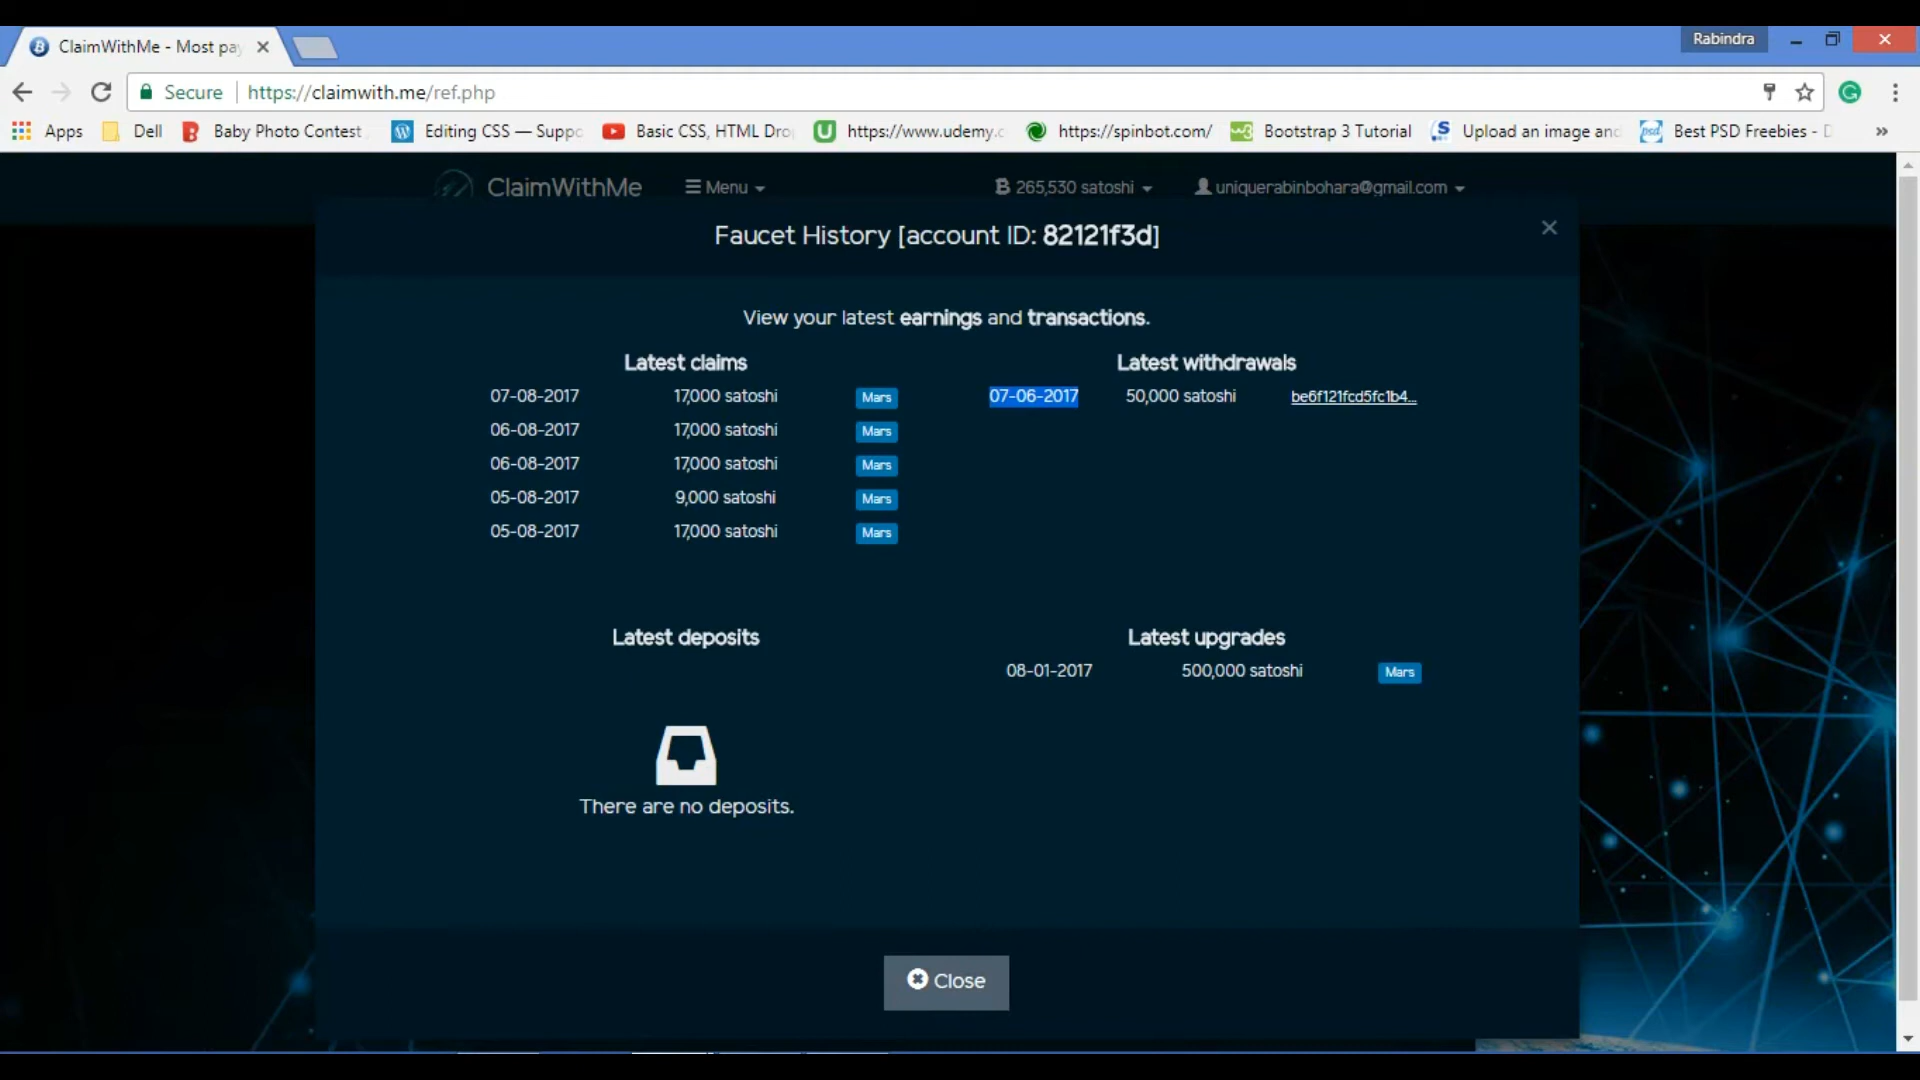 ClaimWithMe - Most pay
Rabindra
Secure https://claimwith.me/ref.php
Apps Dell Baby Photo Contest Editing CSS — Suppo Basic CSS, HTML Dro https://www.udemy.c https://spinbot.com/ Bootstrap 3 Tutorial Upload an image an Best PSD Freebies - D »
ClaimWithMe Menu 265,530 satoshi uniquerabinbohara@gmail.com
Faucet History [account ID: 82121f3d]
View your latest earnings and transactions.
Latest claims Latest withdrawals
07-08-2017 17,000 satoshi Mars 07-06-2017 50,000 satoshi be6f121fcd5fc1b4...
06-08-2017 17,000 satoshi Mars
06-08-2017 17,000 satoshi Mars
05-08-2017 9,000 satoshi Mars
05-08-2017 17,000 satoshi Mars
Latest deposits Latest upgrades
08-01-2017 500,000 satoshi Mars
There are no deposits.
Close